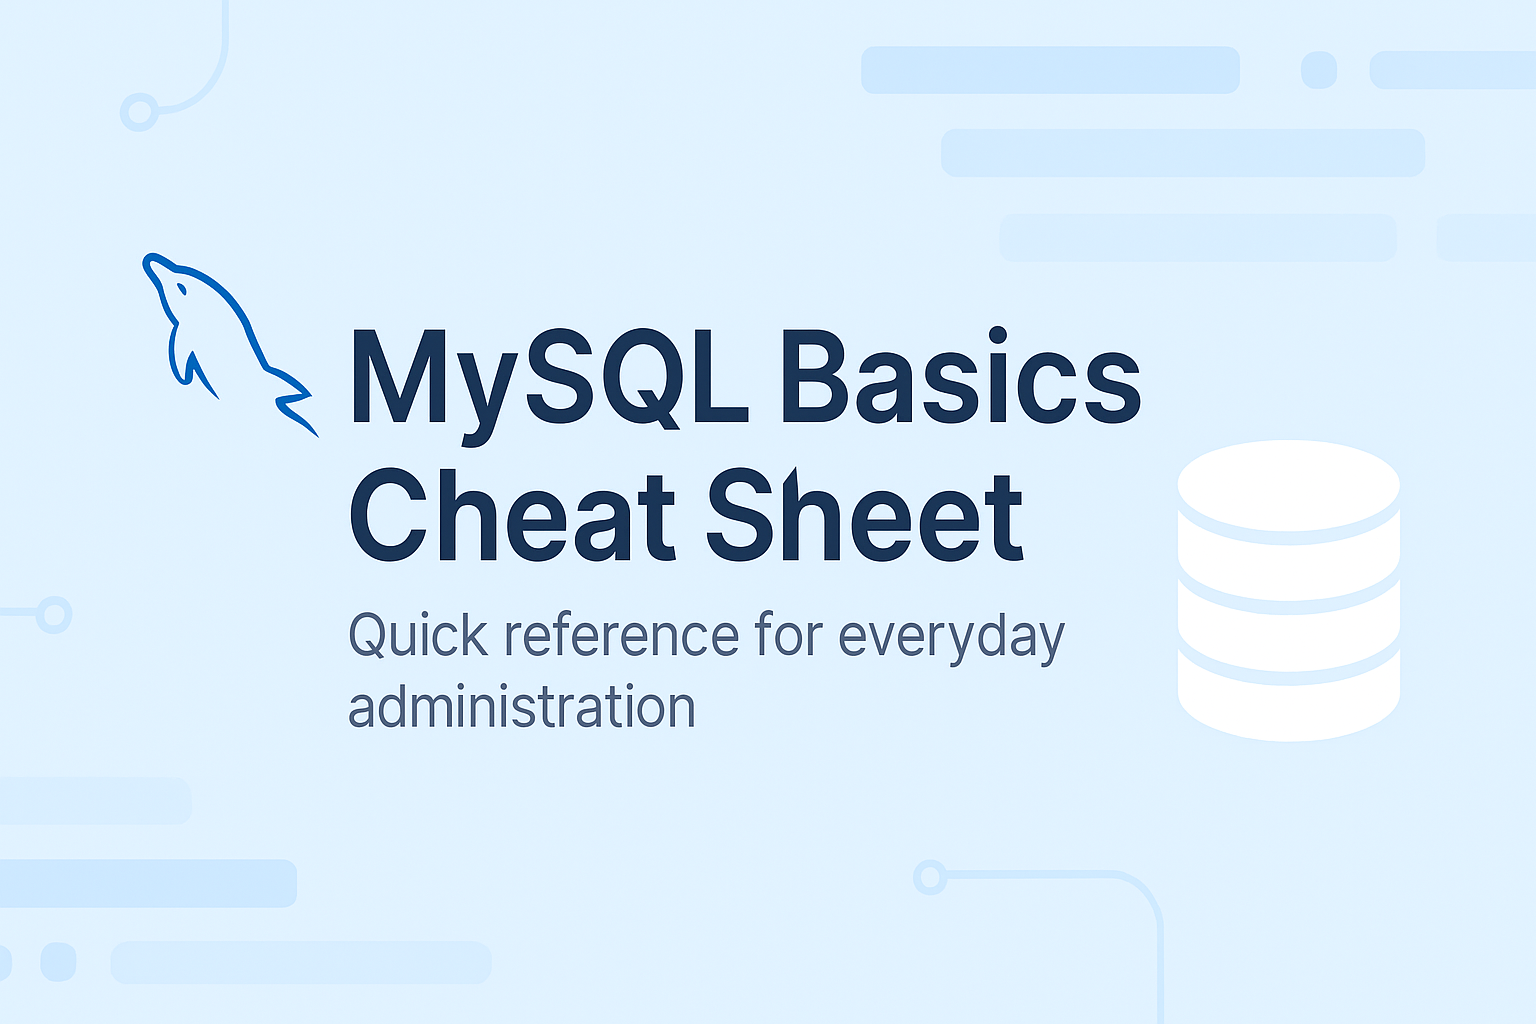 MySQL Basics
Cheat Sheet
Quick reference for everyday
administration